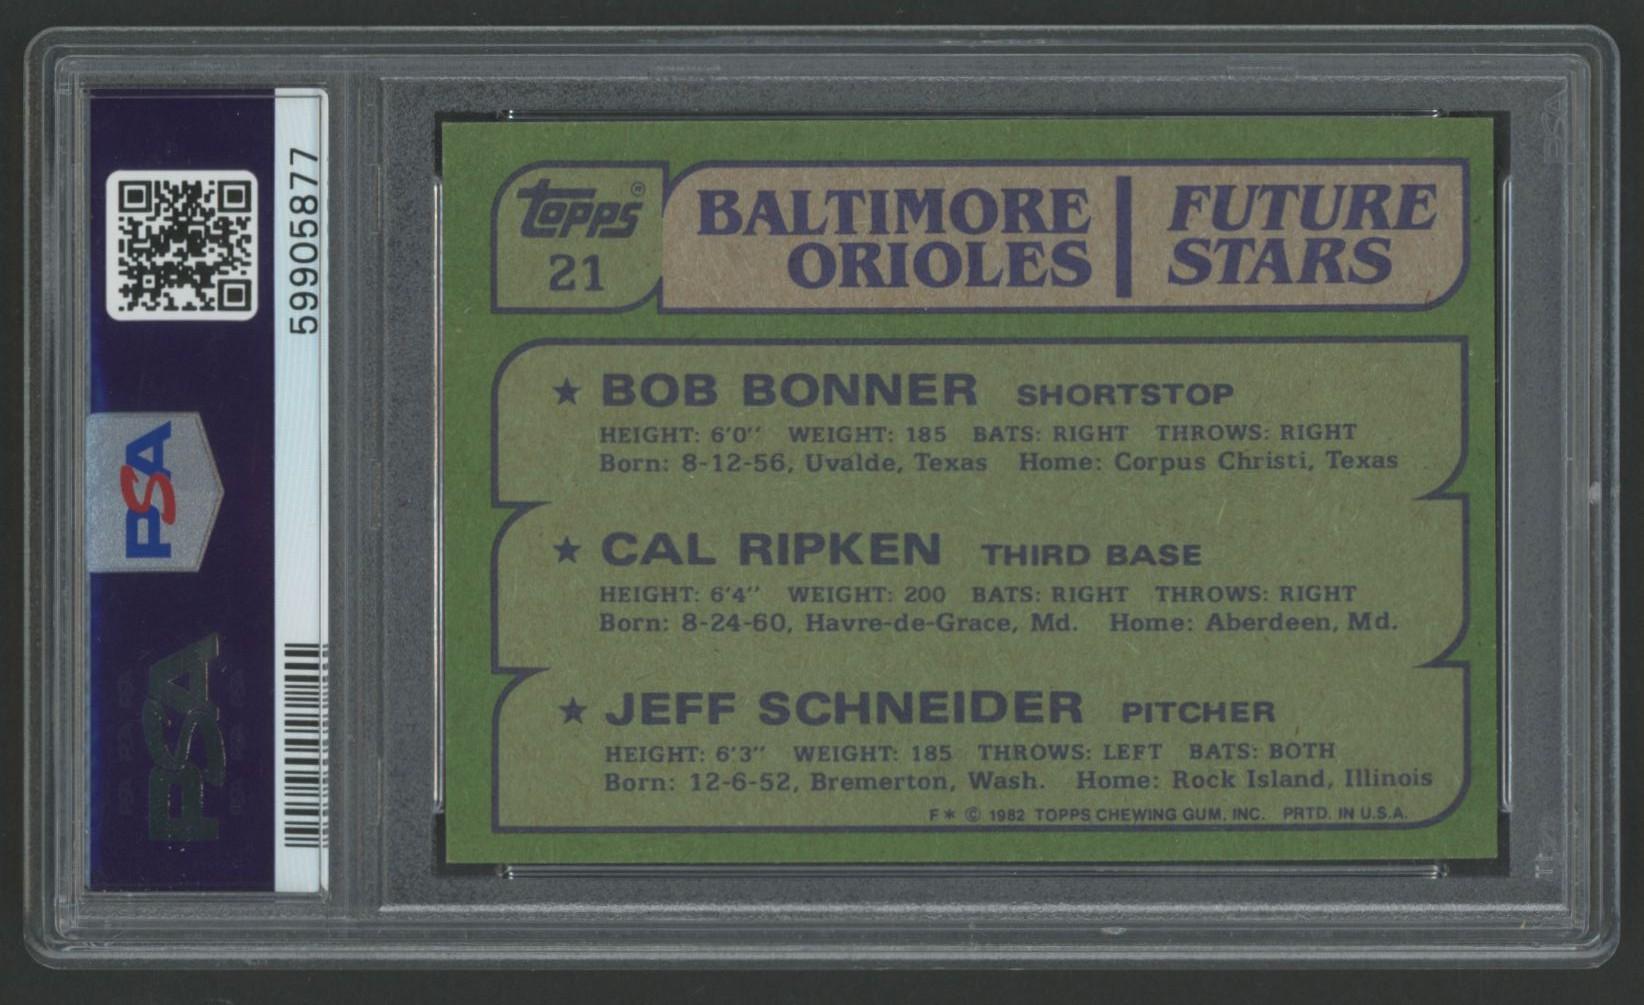 Topps®
21
BALTIMORE
ORIOLES
FUTURE
STARS
★ BOB BONNER SHORTSTOP
HEIGHT: 6'0'' WEIGHT: 185 BATS: RIGHT THROWS: RIGHT
Born: 8-12-56, Uvalde, Texas Home: Corpus Christi, Texas
★ CAL RIPKEN THIRD BASE
HEIGHT: 6'4'' WEIGHT: 200 BATS: RIGHT THROWS: RIGHT
Born: 8-24-60, Havre-de-Grace, Md. Home: Aberdeen, Md.
★ JEFF SCHNEIDER PITCHER
HEIGHT: 6'3'' WEIGHT: 185 THROWS: LEFT BATS: BOTH
Born: 12-6-52, Bremerton, Wash. Home: Rock Island, Illinois
F* © 1982 TOPPS CHEWING GUM, INC. PRTD. IN U.S.A.
59905877
PSA
PSA
PSA